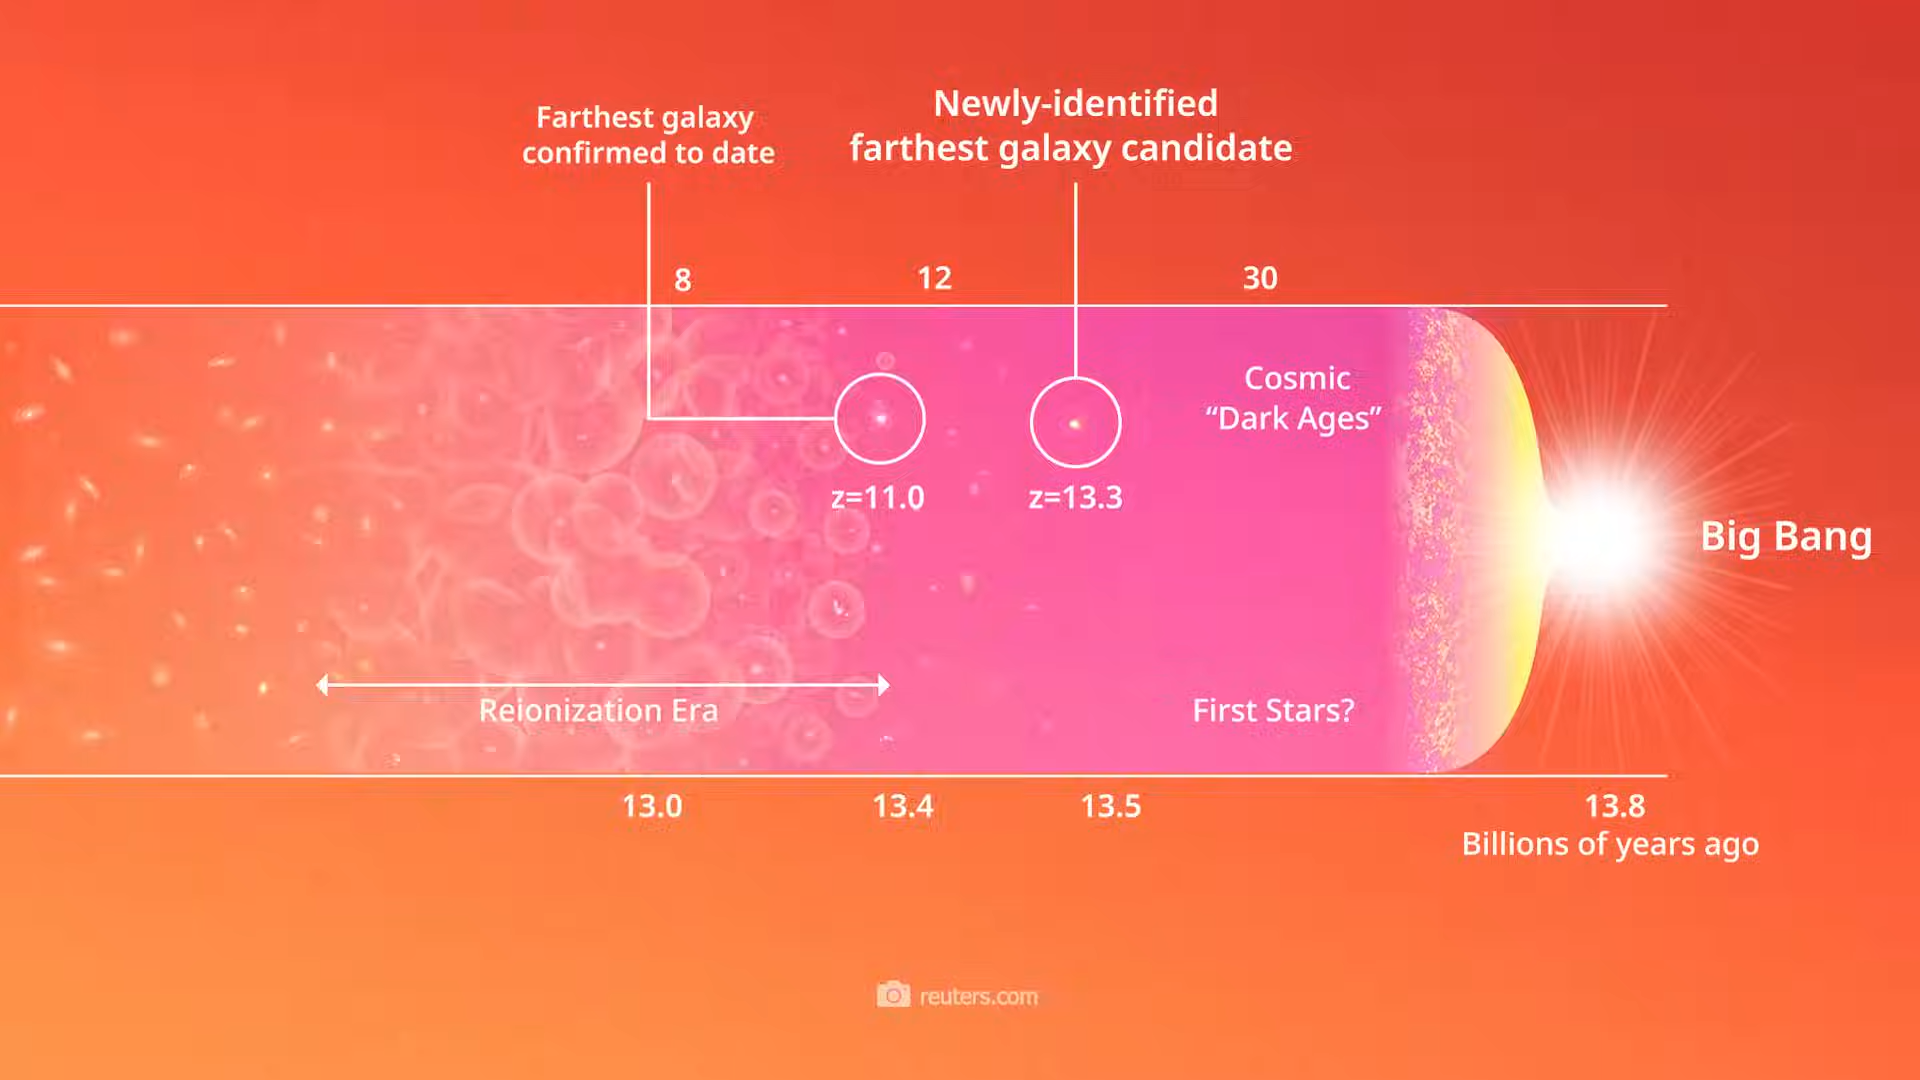 Farthest galaxy
confirmed to date
Newly-identified
farthest galaxy candidate
8
12
30
Cosmic
“Dark Ages”
z=11.0
z=13.3
Big Bang
Reionization Era
First Stars?
13.0
13.4
13.5
13.8
Billions of years ago
reuters.com